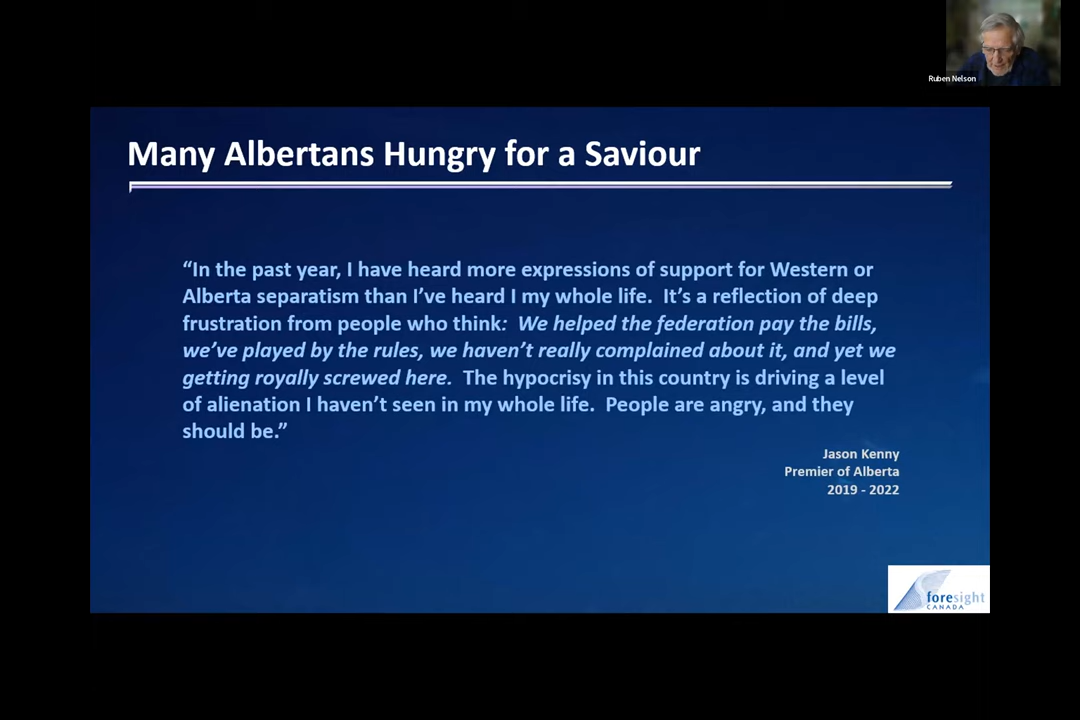 Ruben Nelson
Many Albertans Hungry for a Saviour
“In the past year, I have heard more expressions of support for Western or
Alberta separatism than I’ve heard I my whole life.  It’s a reflection of deep
frustration from people who think:  We helped the federation pay the bills,
we’ve played by the rules, we haven’t really complained about it, and yet we
getting royally screwed here.  The hypocrisy in this country is driving a level
of alienation I haven’t seen in my whole life.  People are angry, and they
should be.”
Jason Kenny
Premier of Alberta
2019 - 2022
foresight
CANADA